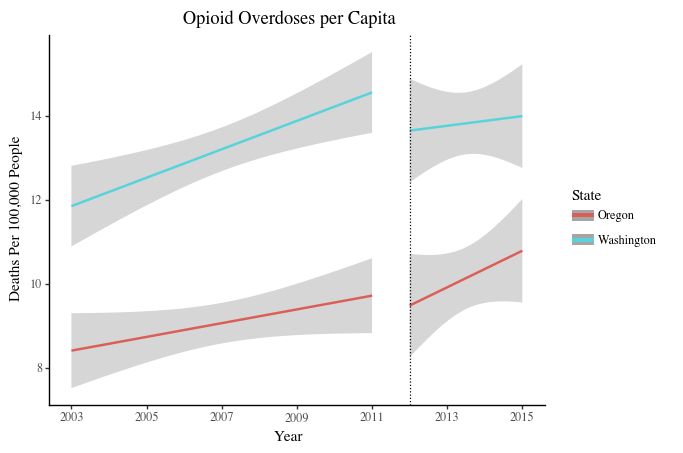 Opioid Overdoses per Capita
Deaths Per 100,000 People
14
12
10
8
2003 2005 2007 2009 2011 2013 2015
Year
State
Oregon
Washington